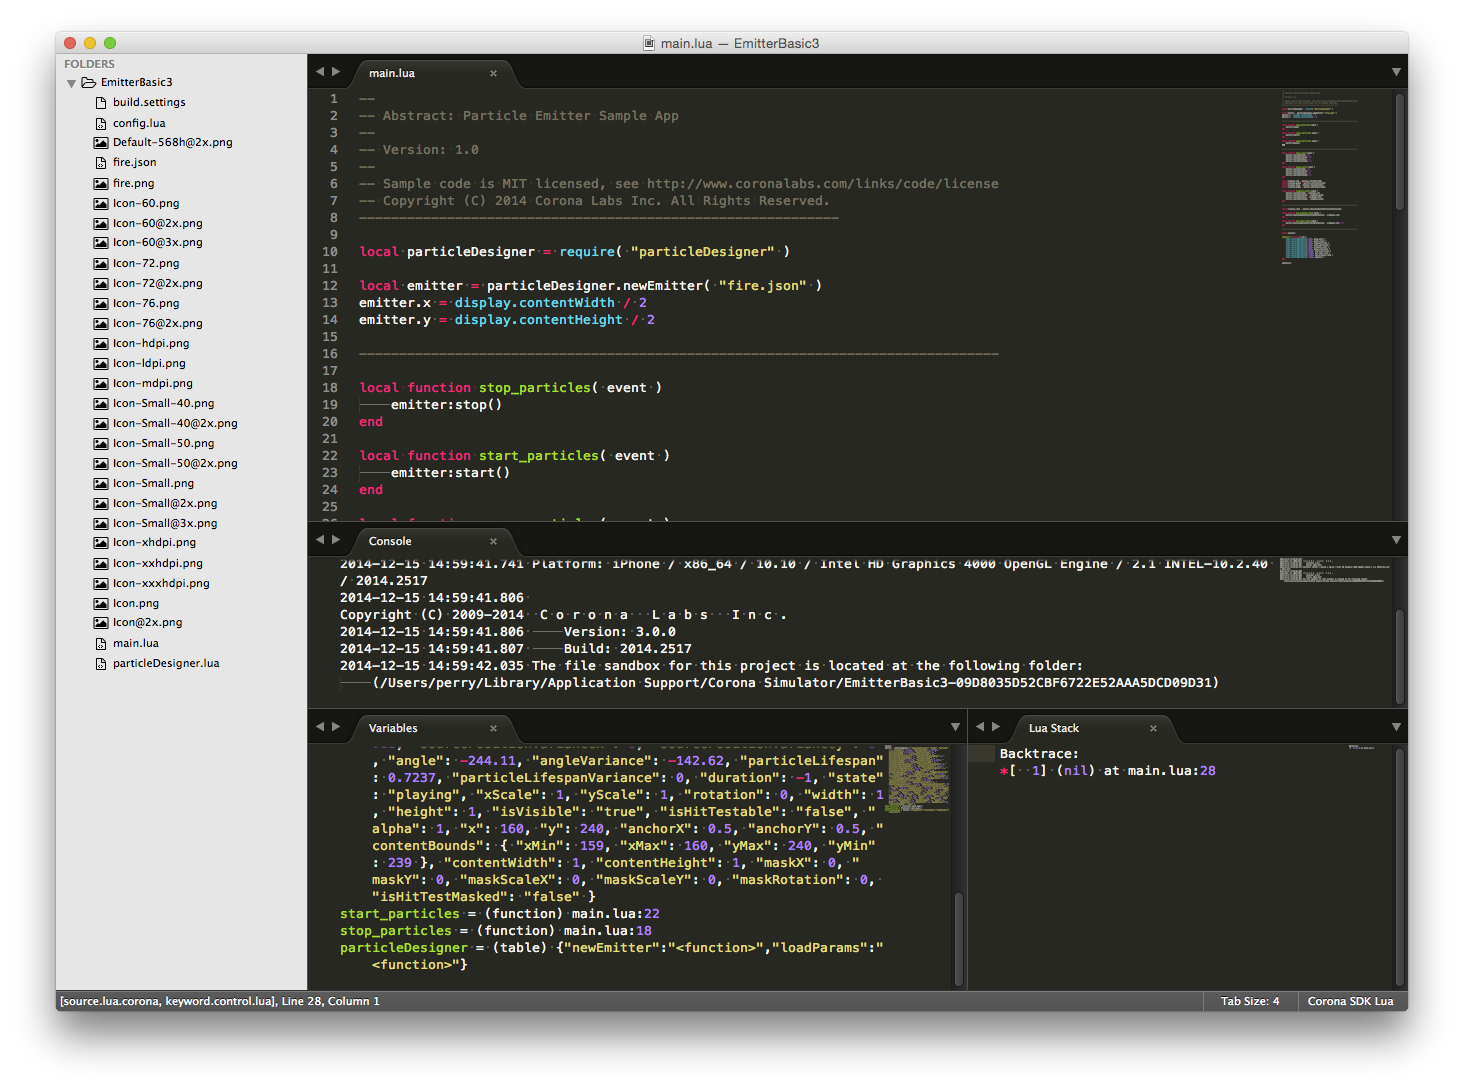 main.lua — EmitterBasic3
FOLDERS
EmitterBasic3
build.settings
config.lua
Default-568h@2x.png
fire.json
fire.png
Icon-60.png
Icon-60@2x.png
Icon-60@3x.png
Icon-72.png
Icon-72@2x.png
Icon-76.png
Icon-76@2x.png
Icon-hdpi.png
Icon-ldpi.png
Icon-mdpi.png
Icon-Small-40.png
Icon-Small-40@2x.png
Icon-Small-50.png
Icon-Small-50@2x.png
Icon-Small.png
Icon-Small@2x.png
Icon-Small@3x.png
Icon-xhdpi.png
Icon-xxhdpi.png
Icon-xxxhdpi.png
Icon.png
Icon@2x.png
main.lua
particleDesigner.lua
main.lua
1 --
2 -- Abstract: Particle Emitter Sample App
3 --
4 -- Version: 1.0
5 --
6 -- Sample code is MIT licensed, see http://www.coronalabs.com/links/code/license
7 -- Copyright (C) 2014 Corona Labs Inc. All Rights Reserved.
8 ------------------------------------------------------------
9
10 local particleDesigner = require( "particleDesigner" )
11
12 local emitter = particleDesigner.newEmitter( "fire.json" )
13 emitter.x = display.contentWidth / 2
14 emitter.y = display.contentHeight / 2
15
16 --------------------------------------------------------------------------------
17
18 local function stop_particles( event )
19 emitter:stop()
20 end
21
22 local function start_particles( event )
23 emitter:start()
24 end
25
Console
2014-12-15 14:59:41.741 Platform: iPhone / x86_64 / 10.10 / Intel HD Graphics 4000 OpenGL Engine / 2.1 INTEL-10.2.40
/ 2014.2517
2014-12-15 14:59:41.806
Copyright (C) 2009-2014  C o r o n a   L a b s   I n c .
2014-12-15 14:59:41.806 Version: 3.0.0
2014-12-15 14:59:41.807 Build: 2014.2517
2014-12-15 14:59:42.035 The file sandbox for this project is located at the following folder:
(/Users/perry/Library/Application Support/Corona Simulator/EmitterBasic3-09D8035D52CBF6722E52AAA5DCD09D31)
Variables
, "angle": -244.11, "angleVariance": -142.62, "particleLifespan"
: 0.7237, "particleLifespanVariance": 0, "duration": -1, "state"
: "playing", "xScale": 1, "yScale": 1, "rotation": 0, "width": 1
, "height": 1, "isVisible": "true", "isHitTestable": "false", "
alpha": 1, "x": 160, "y": 240, "anchorX": 0.5, "anchorY": 0.5, "
contentBounds": { "xMin": 159, "xMax": 160, "yMax": 240, "yMin"
: 239 }, "contentWidth": 1, "contentHeight": 1, "maskX": 0, "
maskY": 0, "maskScaleX": 0, "maskScaleY": 0, "maskRotation": 0,
"isHitTestMasked": "false" }
start_particles = (function) main.lua:22
stop_particles = (function) main.lua:18
particleDesigner = (table) {"newEmitter":"<function>","loadParams":"
<function>"}
Lua Stack
Backtrace:
*[  1] (nil) at main.lua:28
[source.lua.corona, keyword.control.lua], Line 28, Column 1
Tab Size: 4
Corona SDK Lua